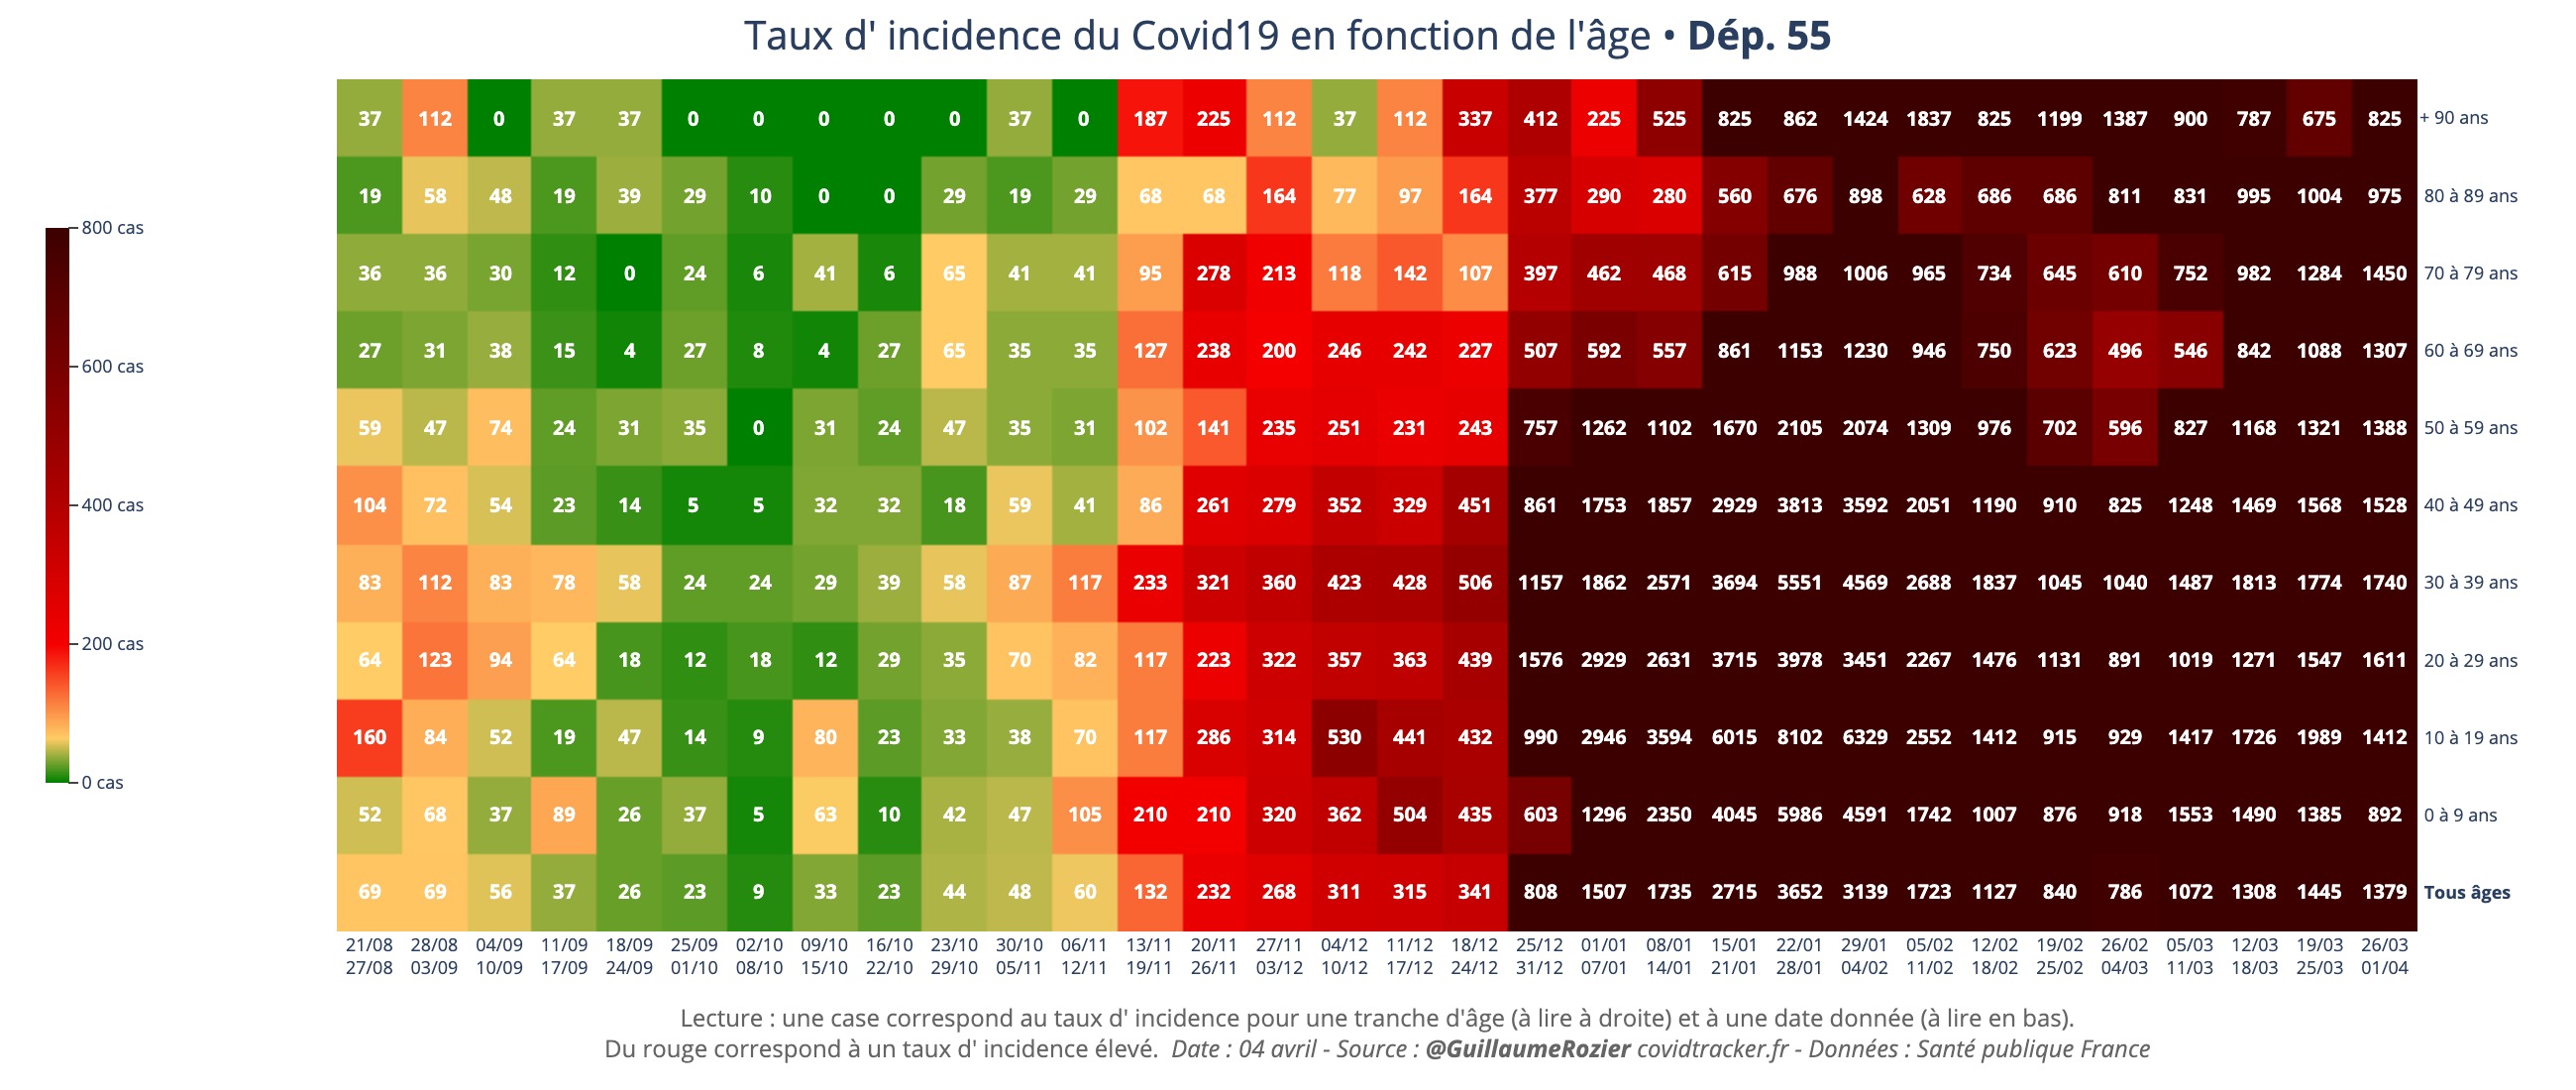 Taux d' incidence du Covid19 en fonction de l'âge • Dép. 55
37 112 0 37 37 0 0 0 0 0 37 0 187 225 112 37 112 337 412 225 525 825 862 1424 1837 825 1199 1387 900 787 675 825 + 90 ans
19 58 48 19 39 29 10 0 0 29 19 29 68 68 164 77 97 164 377 290 280 560 676 898 628 686 686 811 831 995 1004 975 80 à 89 ans
800 cas
36 36 30 12 0 24 6 41 6 65 41 41 95 278 213 118 142 107 397 462 468 615 988 1006 965 734 645 610 752 982 1284 1450 70 à 79 ans
27 31 38 15 4 27 8 4 27 65 35 35 127 238 200 246 242 227 507 592 557 861 1153 1230 946 750 623 496 546 842 1088 1307 60 à 69 ans
600 cas
59 47 74 24 31 35 0 31 24 47 35 31 102 141 235 251 231 243 757 1262 1102 1670 2105 2074 1309 976 702 596 827 1168 1321 1388 50 à 59 ans
400 cas
104 72 54 23 14 5 5 32 32 18 59 41 86 261 279 352 329 451 861 1753 1857 2929 3813 3592 2051 1190 910 825 1248 1469 1568 1528 40 à 49 ans
83 112 83 78 58 24 24 29 39 58 87 117 233 321 360 423 428 506 1157 1862 2571 3694 5551 4569 2688 1837 1045 1040 1487 1813 1774 1740 30 à 39 ans
200 cas
64 123 94 64 18 12 18 12 29 35 70 82 117 223 322 357 363 439 1576 2929 2631 3715 3978 3451 2267 1476 1131 891 1019 1271 1547 1611 20 à 29 ans
160 84 52 19 47 14 9 80 23 33 38 70 117 286 314 530 441 432 990 2946 3594 6015 8102 6329 2552 1412 915 929 1417 1726 1989 1412 10 à 19 ans
0 cas
52 68 37 89 26 37 5 63 10 42 47 105 210 210 320 362 504 435 603 1296 2350 4045 5986 4591 1742 1007 876 918 1553 1490 1385 892 0 à 9 ans
69 69 56 37 26 23 9 33 23 44 48 60 132 232 268 311 315 341 808 1507 1735 2715 3652 3139 1723 1127 840 786 1072 1308 1445 1379 Tous âges
21/08 28/08 04/09 11/09 18/09 25/09 02/10 09/10 16/10 23/10 30/10 06/11 13/11 20/11 27/11 04/12 11/12 18/12 25/12 01/01 08/01 15/01 22/01 29/01 05/02 12/02 19/02 26/02 05/03 12/03 19/03 26/03
27/08 03/09 10/09 17/09 24/09 01/10 08/10 15/10 22/10 29/10 05/11 12/11 19/11 26/11 03/12 10/12 17/12 24/12 31/12 07/01 14/01 21/01 28/01 04/02 11/02 18/02 25/02 04/03 11/03 18/03 25/03 01/04
Lecture : une case correspond au taux d' incidence pour une tranche d'âge (à lire à droite) et à une date donnée (à lire en bas).
Du rouge correspond à un taux d' incidence élevé. Date : 04 avril - Source : @GuillaumeRozier covidtracker.fr - Données : Santé publique France